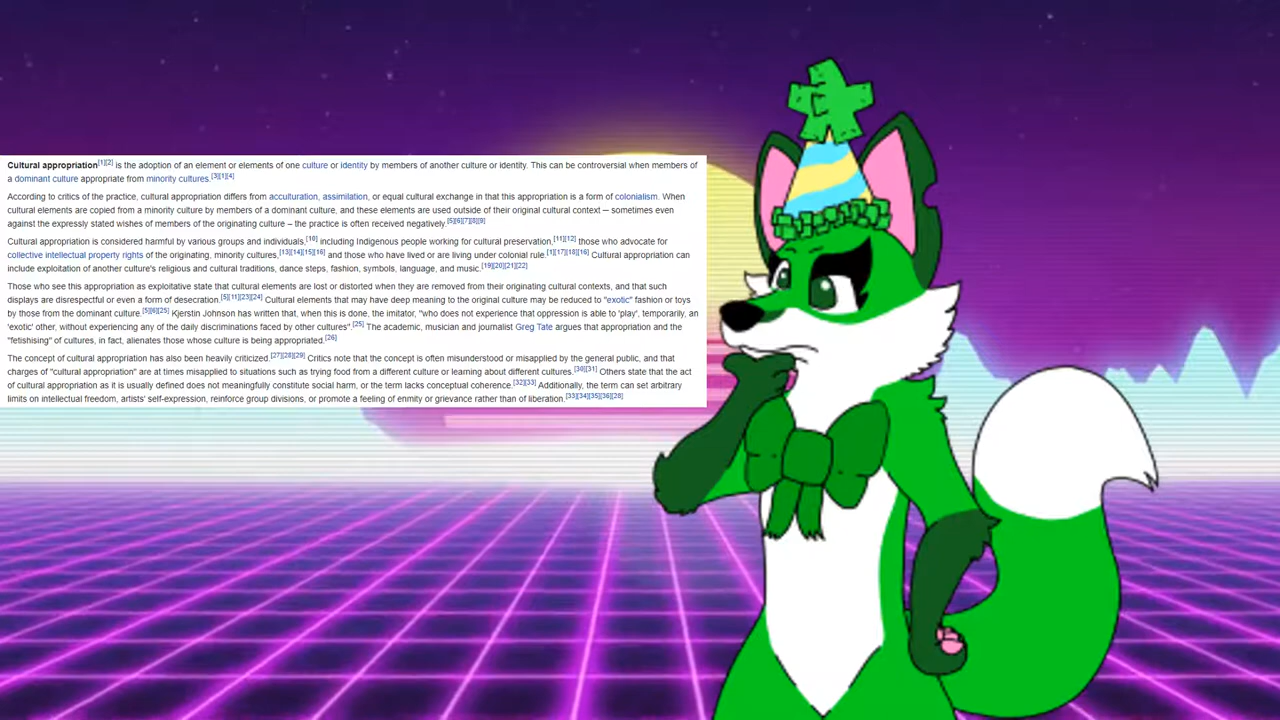 Cultural appropriation[1][2] is the adoption of an element or elements of one culture or identity by members of another culture or identity. This can be controversial when members of
a dominant culture appropriate from minority cultures.[3][1][4]
According to critics of the practice, cultural appropriation differs from acculturation, assimilation, or equal cultural exchange in that this appropriation is a form of colonialism. When
cultural elements are copied from a minority culture by members of a dominant culture, and these elements are used outside of their original cultural context ─ sometimes even
against the expressly stated wishes of members of the originating culture – the practice is often received negatively.[5][6][7][8][9]
Cultural appropriation is considered harmful by various groups and individuals,[10] including Indigenous people working for cultural preservation,[11][12] those who advocate for
collective intellectual property rights of the originating, minority cultures,[13][14][15][16] and those who have lived or are living under colonial rule.[1][17][18][16] Cultural appropriation can
include exploitation of another culture's religious and cultural traditions, dance steps, fashion, symbols, language, and music.[19][20][21][22]
Those who see this appropriation as exploitative state that cultural elements are lost or distorted when they are removed from their originating cultural contexts, and that such
displays are disrespectful or even a form of desecration.[5][11][23][24] Cultural elements that may have deep meaning to the original culture may be reduced to "exotic" fashion or toys
by those from the dominant culture.[5][6][25] Kjerstin Johnson has written that, when this is done, the imitator, "who does not experience that oppression is able to 'play', temporarily, an
'exotic' other, without experiencing any of the daily discriminations faced by other cultures".[25] The academic, musician and journalist Greg Tate argues that appropriation and the
"fetishising" of cultures, in fact, alienates those whose culture is being appropriated.[26]
The concept of cultural appropriation has also been heavily criticized.[27][28][29] Critics note that the concept is often misunderstood or misapplied by the general public, and that
charges of "cultural appropriation" are at times misapplied to situations such as trying food from a different culture or learning about different cultures.[30][31] Others state that the act
of cultural appropriation as it is usually defined does not meaningfully constitute social harm, or the term lacks conceptual coherence.[32][33] Additionally, the term can set arbitrary
limits on intellectual freedom, artists' self-expression, reinforce group divisions, or promote a feeling of enmity or grievance rather than of liberation.[33][34][35][36][28]